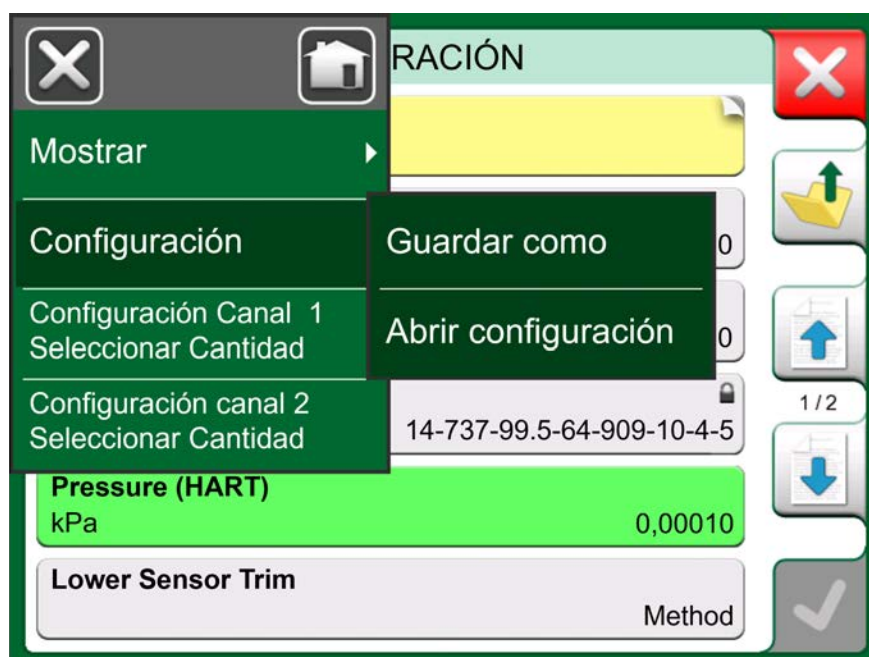 RACIÓN
Mostrar
Configuración
Guardar como
0
Configuración Canal 1
Seleccionar Cantidad
Abrir configuración
0
Configuración canal 2
Seleccionar Cantidad
14-737-99.5-64-909-10-4-5
1/2
Pressure (HART)
kPa
0,00010
Lower Sensor Trim
Method